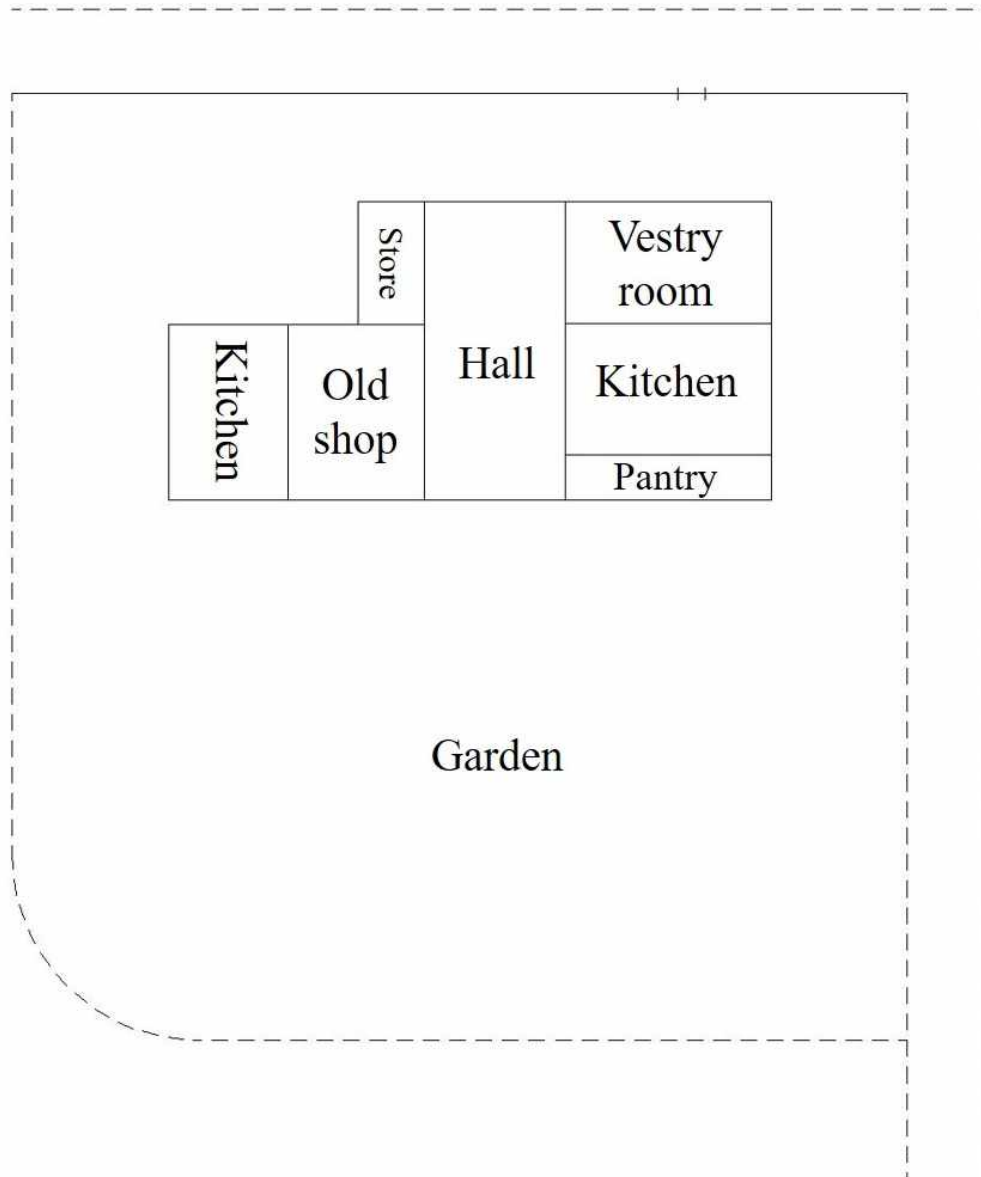 Store
Vestry
room
Kitchen
Old
shop
Hall
Kitchen
Pantry
Garden